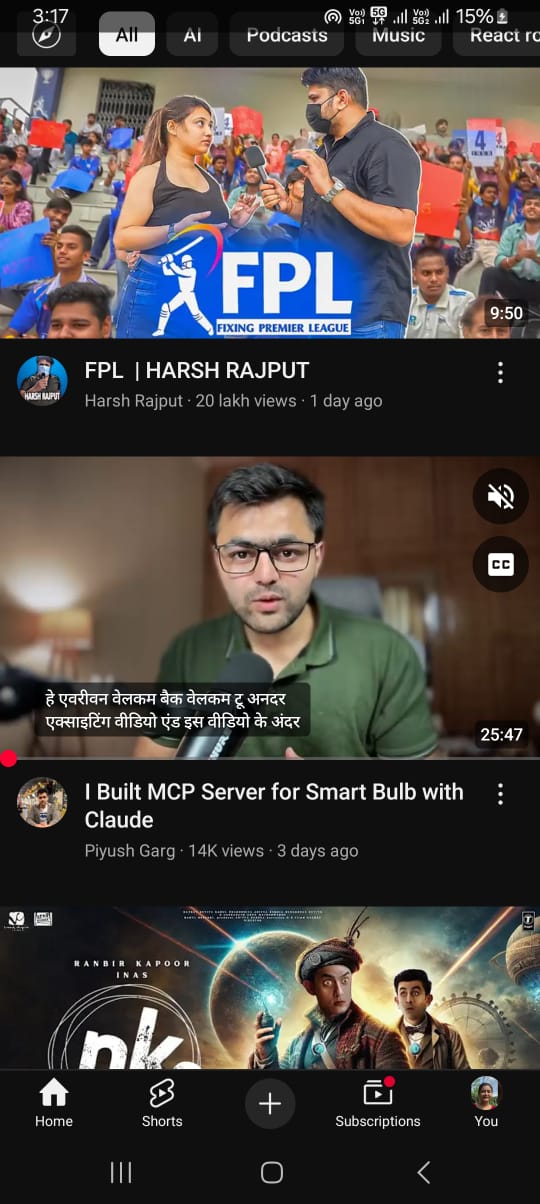 3:17
Vo)) 5G1 5G Vo)) 5G2 15%
All
AI
Podcasts
Music
React ro
4
FPL
FIXING PREMIER LEAGUE
9:50
HARSH RAJPUT
FPL | HARSH RAJPUT
Harsh Rajput · 20 lakh views · 1 day ago
CC
हे एवरीवन वेलकम बैक वेलकम टू अनदर
एक्साइटिंग वीडियो एंड इस वीडियो के अंदर
25:47
I Built MCP Server for Smart Bulb with
Claude
Piyush Garg · 14K views · 3 days ago
RANBIR KAPOOR
IN AS
pk
Home
Shorts
Subscriptions
You